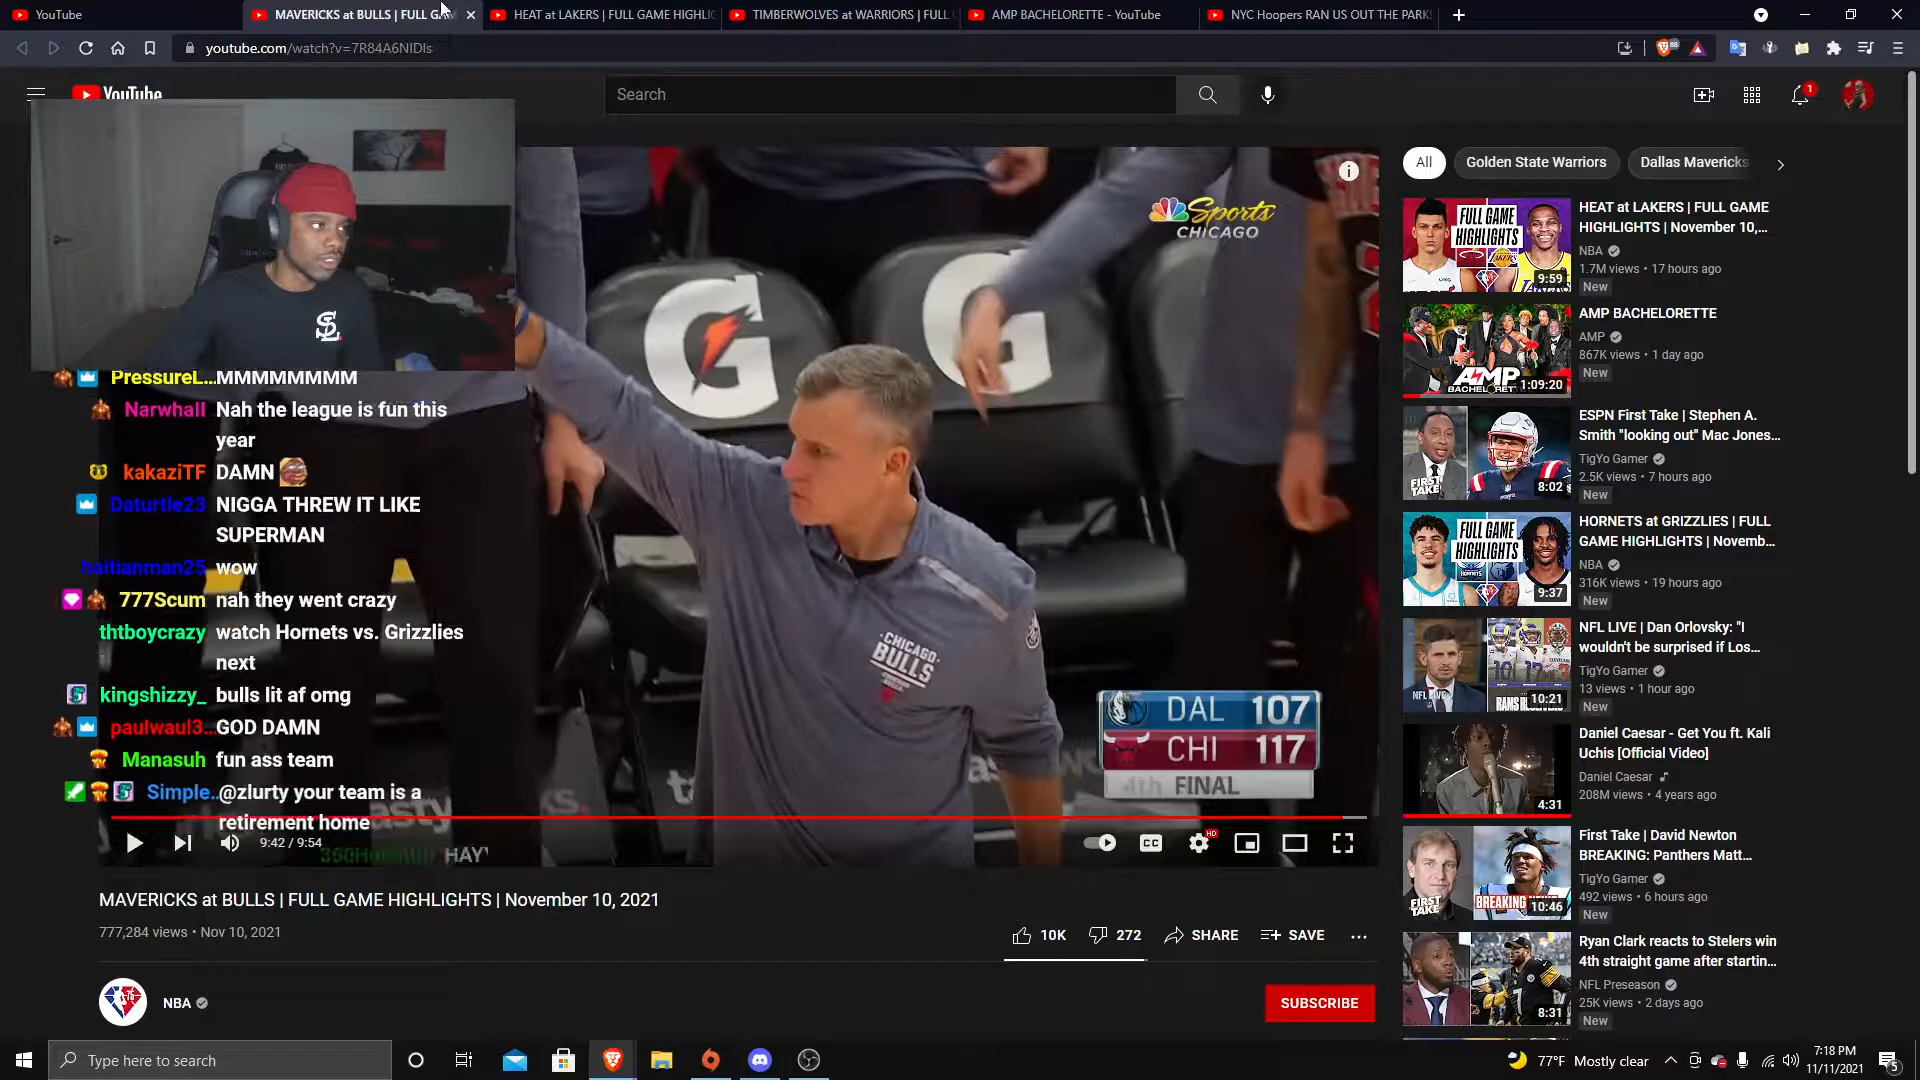 YouTube
MAVERICKS at BULLS | FULL GA
HEAT at LAKERS | FULL GAME HIGHLIG
TIMBERWOLVES at WARRIORS | FULL
AMP BACHELORETTE - YouTube
NYC Hoopers RAN US OUT THE PARK
youtube.com/watch?v=7R84A6NIDIs
YouTube
Search
1
All
Golden State Warriors
Dallas Mavericks
Sports
CHICAGO
PressureL... MMMMMMMM
Narwhall Nah the league is fun this
year
kakaziTF DAMN
Daturtle23 NIGGA THREW IT LIKE
SUPERMAN
haitianman25 wow
777Scum nah they went crazy
thtboycrazy watch Hornets vs. Grizzlies
next
kingshizzy_ bulls lit af omg
paulwaul3... GOD DAMN
Manasuh fun ass team
Simple.. @zlurty your team is a
retirement home
CHICAGO
BULLS
DAL 107
CHI 117
4th FINAL
9:42 / 9:54
HAY
MAVERICKS at BULLS | FULL GAME HIGHLIGHTS | November 10, 2021
777,284 views • Nov 10, 2021
10K
272
SHARE
SAVE
NBA
SUBSCRIBE
FULL GAME
HIGHLIGHTS
9:59
HEAT at LAKERS | FULL GAME
HIGHLIGHTS | November 10,...
NBA
1.7M views • 17 hours ago
New
AMP
BACHELORET
1:09:20
AMP BACHELORETTE
AMP
867K views • 1 day ago
New
FIRST
TAKE
8:02
ESPN First Take | Stephen A.
Smith "looking out" Mac Jones...
TigYo Gamer
2.5K views • 7 hours ago
New
FULL GAME
HIGHLIGHTS
9:37
HORNETS at GRIZZLIES | FULL
GAME HIGHLIGHTS | Novemb...
NBA
316K views • 19 hours ago
New
NFL LIVE
10:21
NFL LIVE | Dan Orlovsky: "I
wouldn't be surprised if Los...
TigYo Gamer
13 views • 1 hour ago
New
4:31
Daniel Caesar - Get You ft. Kali
Uchis [Official Video]
Daniel Caesar
208M views • 4 years ago
FIRST
TAKE
BREAKING
10:46
First Take | David Newton
BREAKING: Panthers Matt...
TigYo Gamer
492 views • 6 hours ago
New
8:31
Ryan Clark reacts to Stelers win
4th straight game after startin...
NFL Preseason
25K views • 2 days ago
New
Type here to search
77°F Mostly clear
7:18 PM
11/11/2021
5